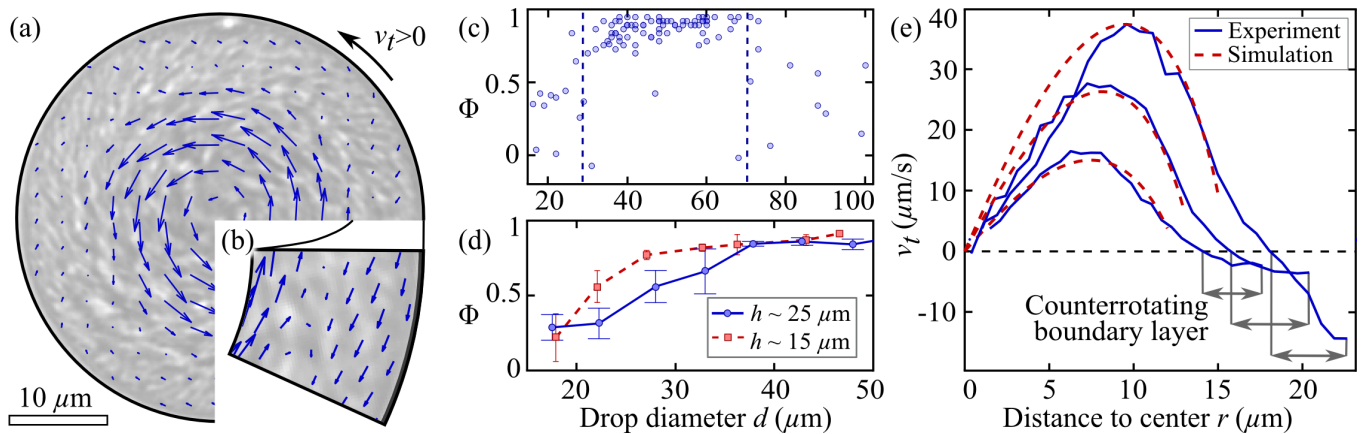 (a)
v_t>0
(b)
10 μm
(c)
1
Φ 0.5
0
20 40 60 80 100
(d)
1
Φ 0.5
0
h ~ 25 μm
h ~ 15 μm
20 30 40 50
Drop diameter d (μm)
(e)
40
30
20
10
0
-10
v_t (μm/s)
Experiment
Simulation
Counterrotating
boundary layer
0 5 10 15 20
Distance to center r (μm)